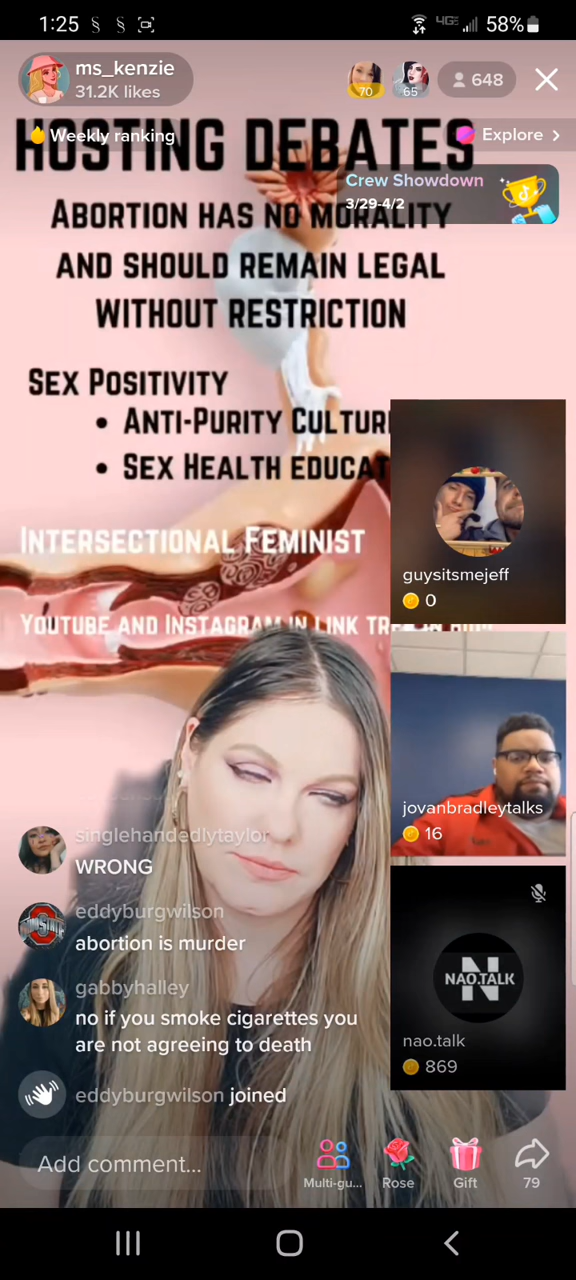 1:25
4GE 58%
ms_kenzie
31.2K likes
70
65
648
Weekly ranking
Explore >
HOSTING DEBATES
Crew Showdown
3/29-4/2
ABORTION HAS NO MORALITY
AND SHOULD REMAIN LEGAL
WITHOUT RESTRICTION
SEX POSITIVITY
• ANTI-PURITY CULTUR
• SEX HEALTH EDUCAT
INTERSECTIONAL FEMINIST
YOUTUBE AND INSTAGRAM IN LINK TREE IN BIO
guysitsmejeff
0
jovanbradleytalks
16
NAO.TALK
nao.talk
869
singlehandedlytaylor
WRONG
eddyburgwilson
abortion is murder
gabbyhalley
no if you smoke cigarettes you
are not agreeing to death
eddyburgwilson joined
Add comment...
Multi-gu...
Rose
Gift
79